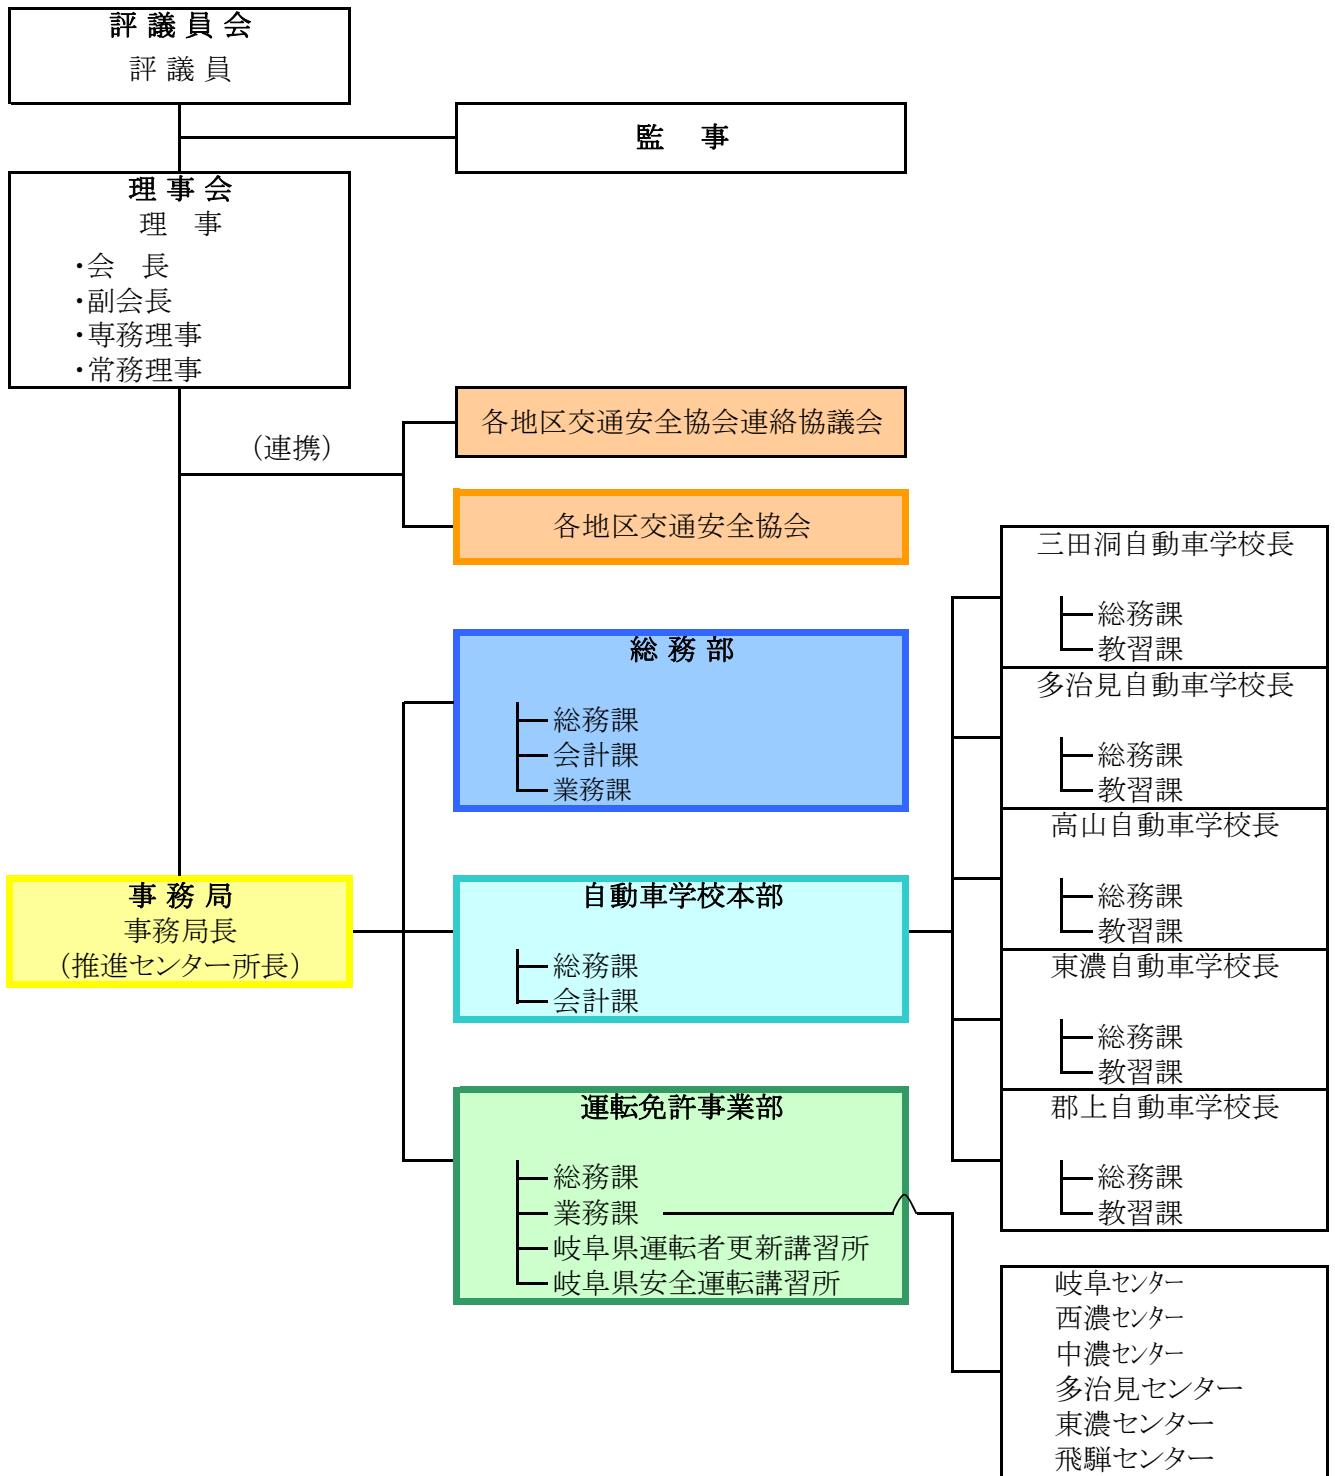 評議員会
評議員
監　事
理事会
理　事
・会　長
・副会長
・専務理事
・常務理事
（連携）
各地区交通安全協会連絡協議会
各地区交通安全協会
総務部
総務課
会計課
業務課
事務局
事務局長
（推進センター所長）
自動車学校本部
総務課
会計課
運転免許事業部
総務課
業務課
岐阜県運転者更新講習所
岐阜県安全運転講習所
三田洞自動車学校長
総務課
教習課
多治見自動車学校長
総務課
教習課
高山自動車学校長
総務課
教習課
東濃自動車学校長
総務課
教習課
郡上自動車学校長
総務課
教習課
岐阜センター
西濃センター
中濃センター
多治見センター
東濃センター
飛騨センター